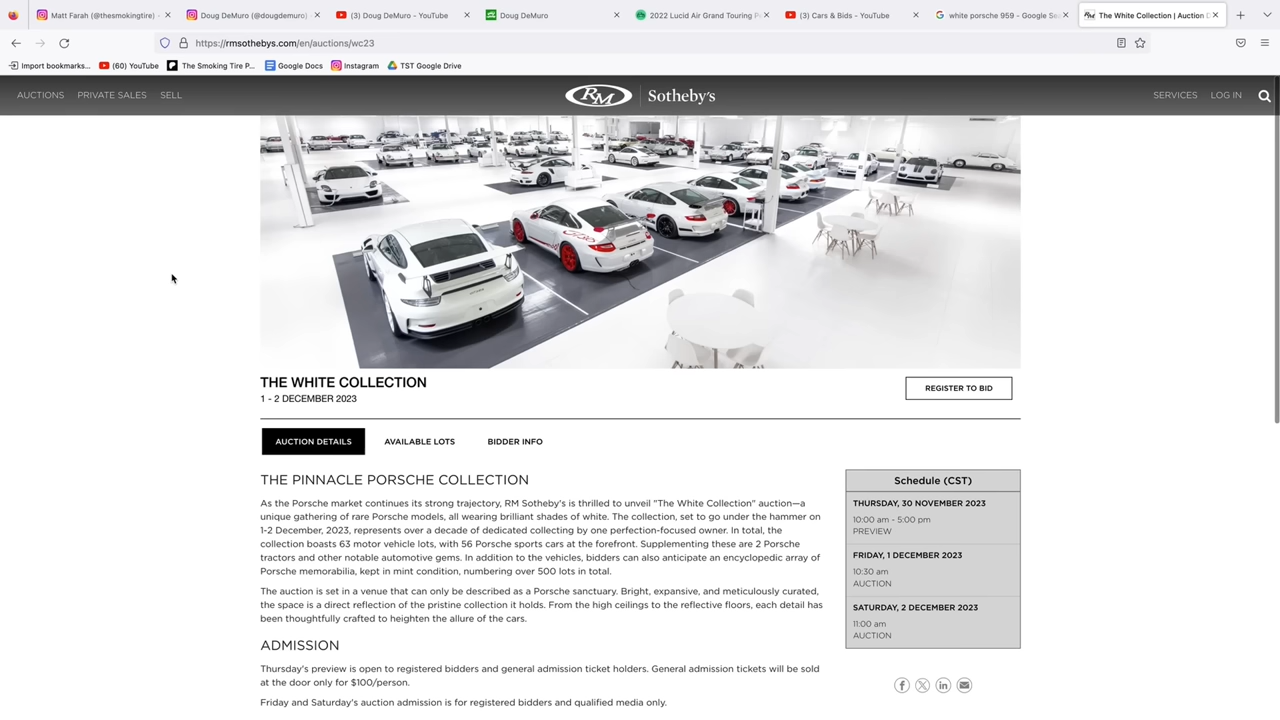 Matt Farah (@thesmokingtire)
Doug DeMuro (@dougdemuro)
(3) Doug DeMuro - YouTube
Doug DeMuro
2022 Lucid Air Grand Touring P
(3) Cars & Bids - YouTube
white porsche 959 - Google Se
The White Collection | Auction D
https://rmsothebys.com/en/auctions/wc23
Import bookmarks...
(60) YouTube
The Smoking Tire P...
Google Docs
Instagram
TST Google Drive
AUCTIONS
PRIVATE SALES
SELL
RM
Sotheby's
SERVICES
LOG IN
THE WHITE COLLECTION
1 - 2 DECEMBER 2023
REGISTER TO BID
AUCTION DETAILS
AVAILABLE LOTS
BIDDER INFO
THE PINNACLE PORSCHE COLLECTION
As the Porsche market continues its strong trajectory, RM Sotheby's is thrilled to unveil "The White Collection" auction—a
unique gathering of rare Porsche models, all wearing brilliant shades of white. The collection, set to go under the hammer on
1-2 December, 2023, represents over a decade of dedicated collecting by one perfection-focused owner. In total, the
collection boasts 63 motor vehicle lots, with 56 Porsche sports cars at the forefront. Supplementing these are 2 Porsche
tractors and other notable automotive gems. In addition to the vehicles, bidders can also anticipate an encyclopedic array of
Porsche memorabilia, kept in mint condition, numbering over 500 lots in total.
The auction is set in a venue that can only be described as a Porsche sanctuary. Bright, expansive, and meticulously curated,
the space is a direct reflection of the pristine collection it holds. From the high ceilings to the reflective floors, each detail has
been thoughtfully crafted to heighten the allure of the cars.
ADMISSION
Thursday's preview is open to registered bidders and general admission ticket holders. General admission tickets will be sold
at the door only for $100/person.
Friday and Saturday's auction admission is for registered bidders and qualified media only.
Schedule (CST)
THURSDAY, 30 NOVEMBER 2023
10:00 am - 5:00 pm
PREVIEW
FRIDAY, 1 DECEMBER 2023
10:30 am
AUCTION
SATURDAY, 2 DECEMBER 2023
11:00 am
AUCTION